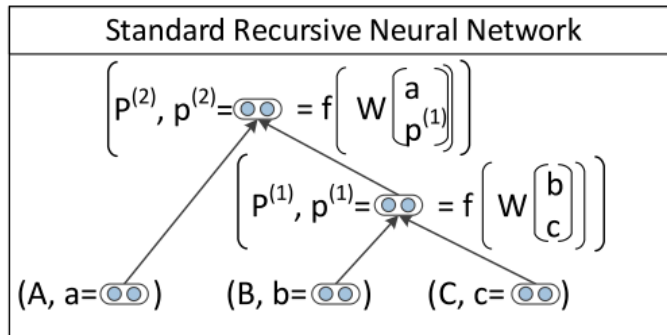 Standard Recursive Neural Network
(P⁽²⁾, p⁽²⁾= = f(W[a p⁽¹⁾]))
(P⁽¹⁾, p⁽¹⁾= = f(W[b c]))
(A, a= ) (B, b= ) (C, c= )